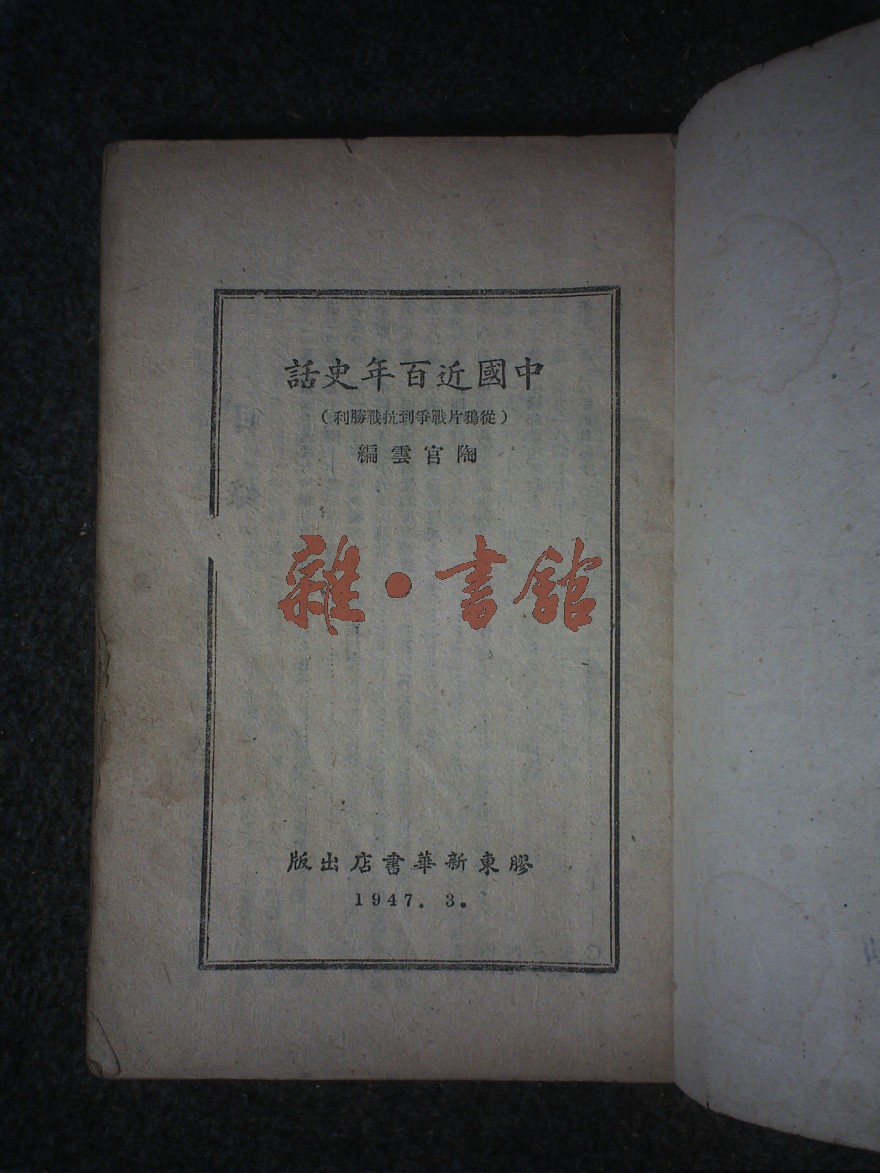 中國近百年史話
（從鴉片戰爭到抗戰勝利）
陶官雲編
雜·書館
膠東新華書店出版
1947．3．